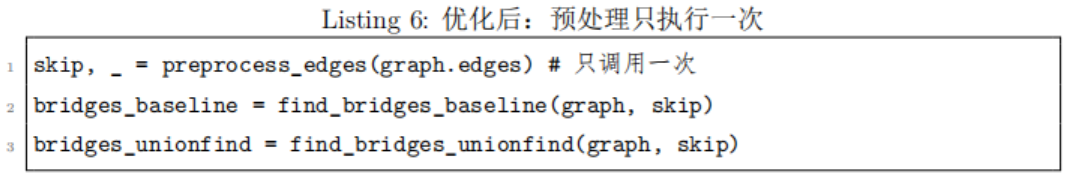 Listing 6: 优化后：预处理只执行一次
1 skip, _ = preprocess_edges(graph.edges) # 只调用一次
2 bridges_baseline = find_bridges_baseline(graph, skip)
3 bridges_unionfind = find_bridges_unionfind(graph, skip)